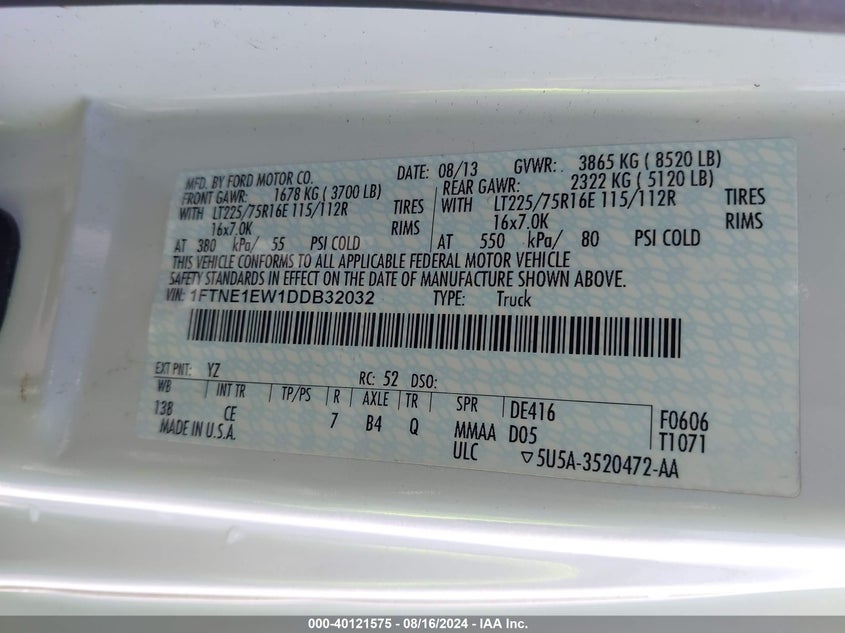 MFD. BY FORD MOTOR CO. DATE: 08/13 GVWR: 3865 KG ( 8520 LB)
FRONT GAWR: 1678 KG ( 3700 LB) REAR GAWR: 2322 KG ( 5120 LB)
WITH LT225/75R16E 115/112R TIRES WITH LT225/75R16E 115/112R TIRES
16x7.0K RIMS 16x7.0K RIMS
AT 380 kPa/ 55 PSI COLD AT 550 kPa/ 80 PSI COLD
THIS VEHICLE CONFORMS TO ALL APPLICABLE FEDERAL MOTOR VEHICLE
SAFETY STANDARDS IN EFFECT ON THE DATE OF MANUFACTURE SHOWN ABOVE.
VIN: 1FTNE1EW1DDB32032 TYPE: Truck
EXT PNT: YZ RC: 52 DSO:
WB INT TR TP/PS R AXLE TR SPR DE416 F0606
138 CE 7 B4 Q MMAA D05 T1071
MADE IN U.S.A. ULC ▽5U5A-3520472-AA
000-40121575 - 08/16/2024 - IAA Inc.